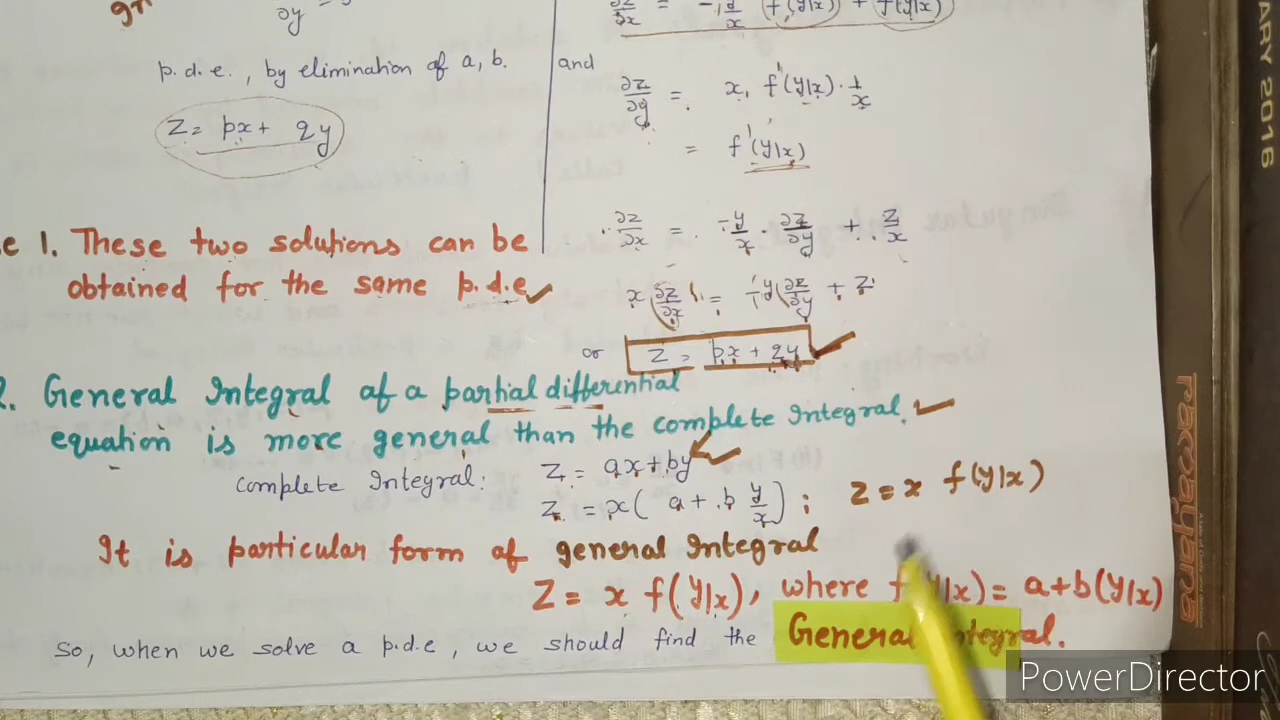 ∂y
p.d.e., by elimination of a, b.
Z = px + qy
∂z/∂x = -y/x f'(y/x) + f(y/x)
and
∂z/∂y = x. f'(y/x) · 1/x
= f'(y/x)
∂z/∂x = -y/x · ∂z/∂y + z/x
x ∂z/∂x = -y ∂z/∂y + z
or Z = px + qy
e 1. These two solutions can be
obtained for the same p.d.e
2. General Integral of a partial differential
equation is more general than the complete Integral.
Complete Integral: Z = ax+by
Z = x( a + b y/x ) ; Z = x f(y/x)
It is particular form of general Integral
Z = x f(y/x), where f(y/x) = a+b(y/x)
So, when we solve a p.d.e, we should find the General Integral.
PowerDirector
ARY 2016